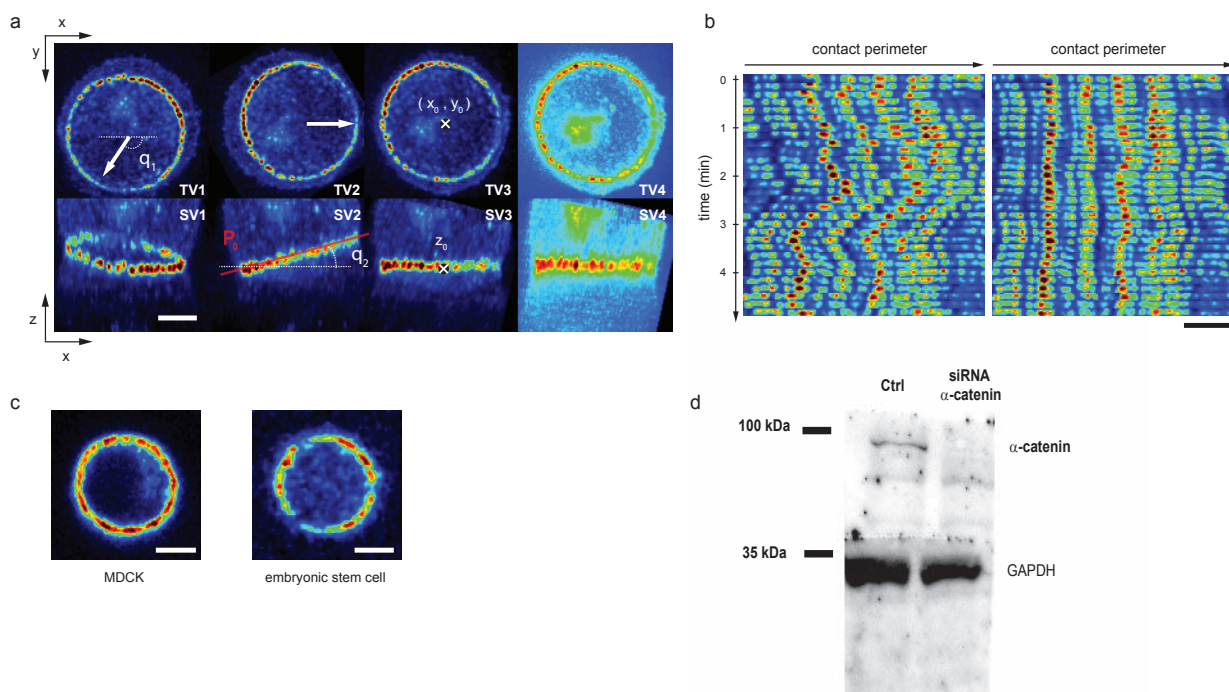 a
x
y
( x₀ , y₀ )
q₁
TV1
TV2
TV3
TV4
SV1
SV2
SV3
SV4
P₀
q₂
z₀
z
x
b
contact perimeter
contact perimeter
time (min)
0
1
2
3
4
c
MDCK
embryonic stem cell
d
Ctrl
siRNA
α-catenin
100 kDa
α-catenin
35 kDa
GAPDH